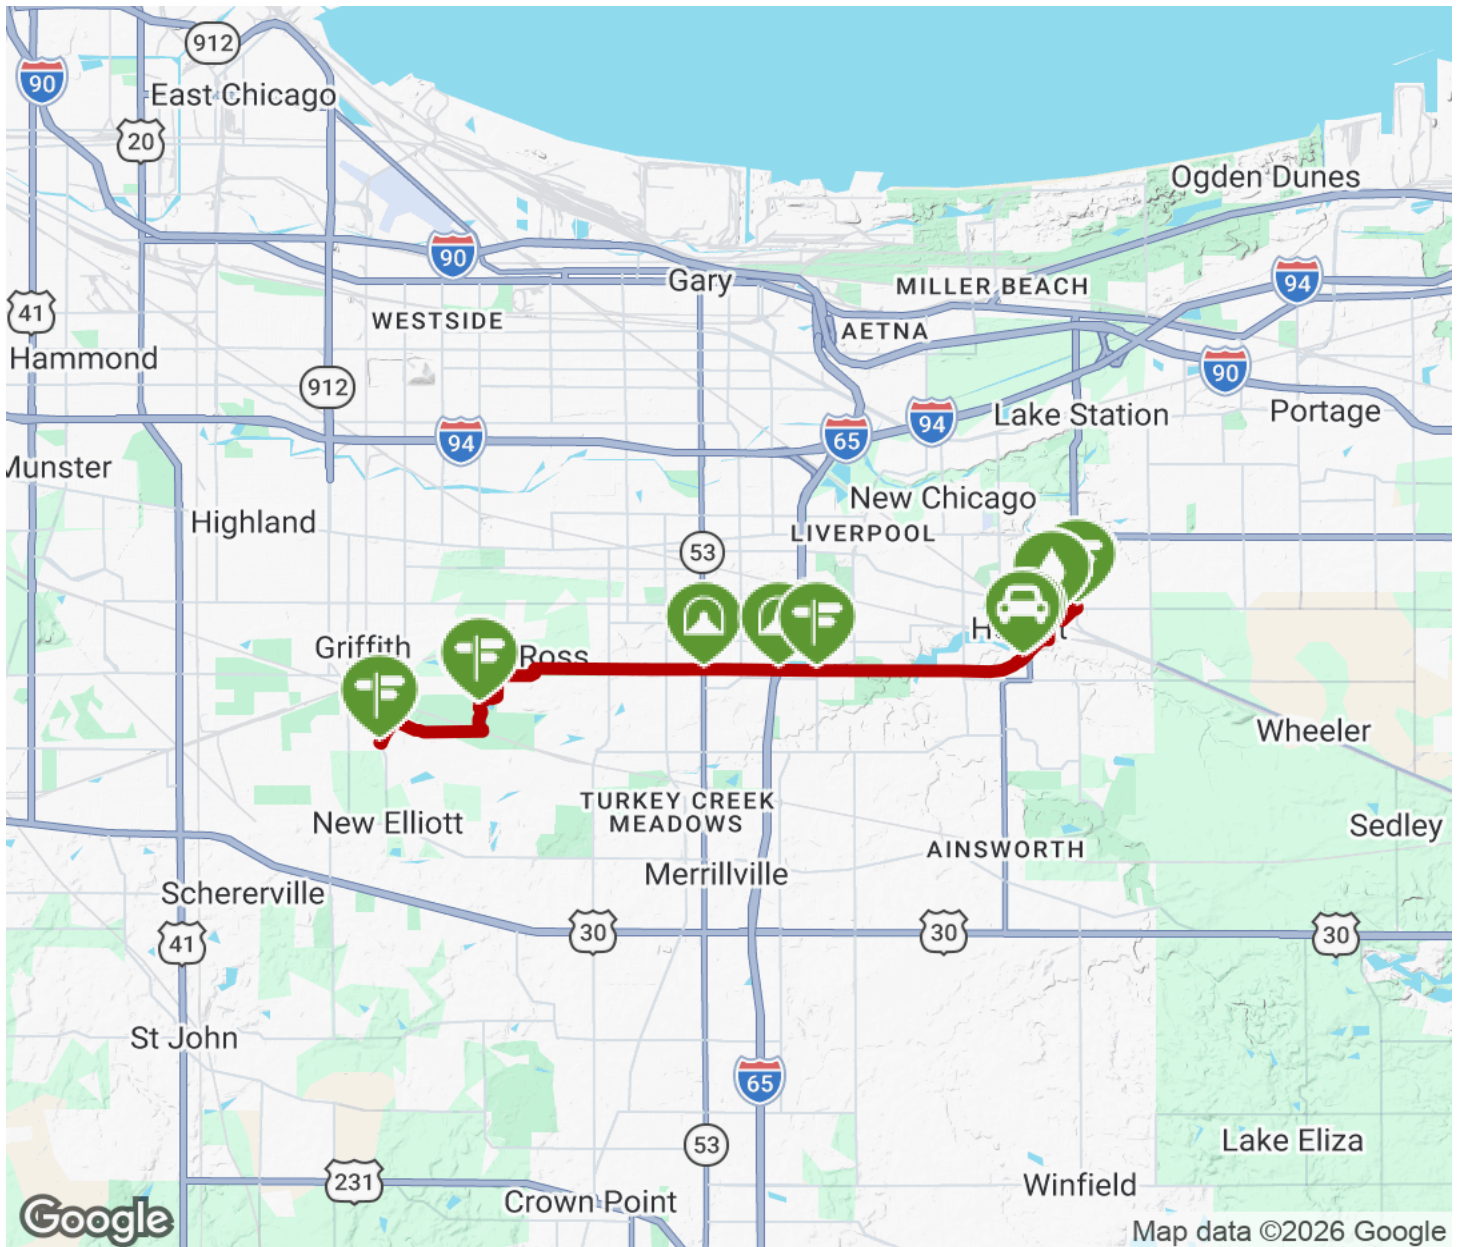 912
90
East Chicago
20
Ogden Dunes
90
Gary
94
MILLER BEACH
41
WESTSIDE
AETNA
Hammond
90
912
Portage
Lake Station
94
65
94
Munster
New Chicago
Highland
LIVERPOOL
53
Griffith
Ross
Wheeler
TURKEY CREEK
MEADOWS
New Elliott
Sedley
AINSWORTH
Merrillville
Schererville
30
30
30
41
St John
65
53
Lake Eliza
231
Winfield
Crown Point
Google
Map data ©2026 Google